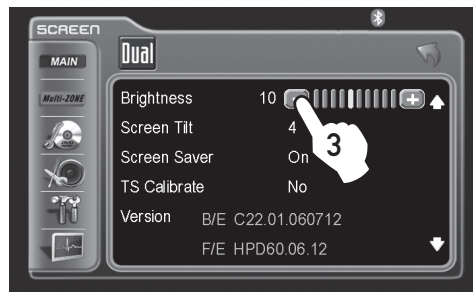 SCREEN
MAIN
Dual
Multi-ZONE
Brightness 10 - +
Screen Tilt 4
Screen Saver On
TS Calibrate No
Version B/E C22.01.060712
F/E HPD60.06.12
3